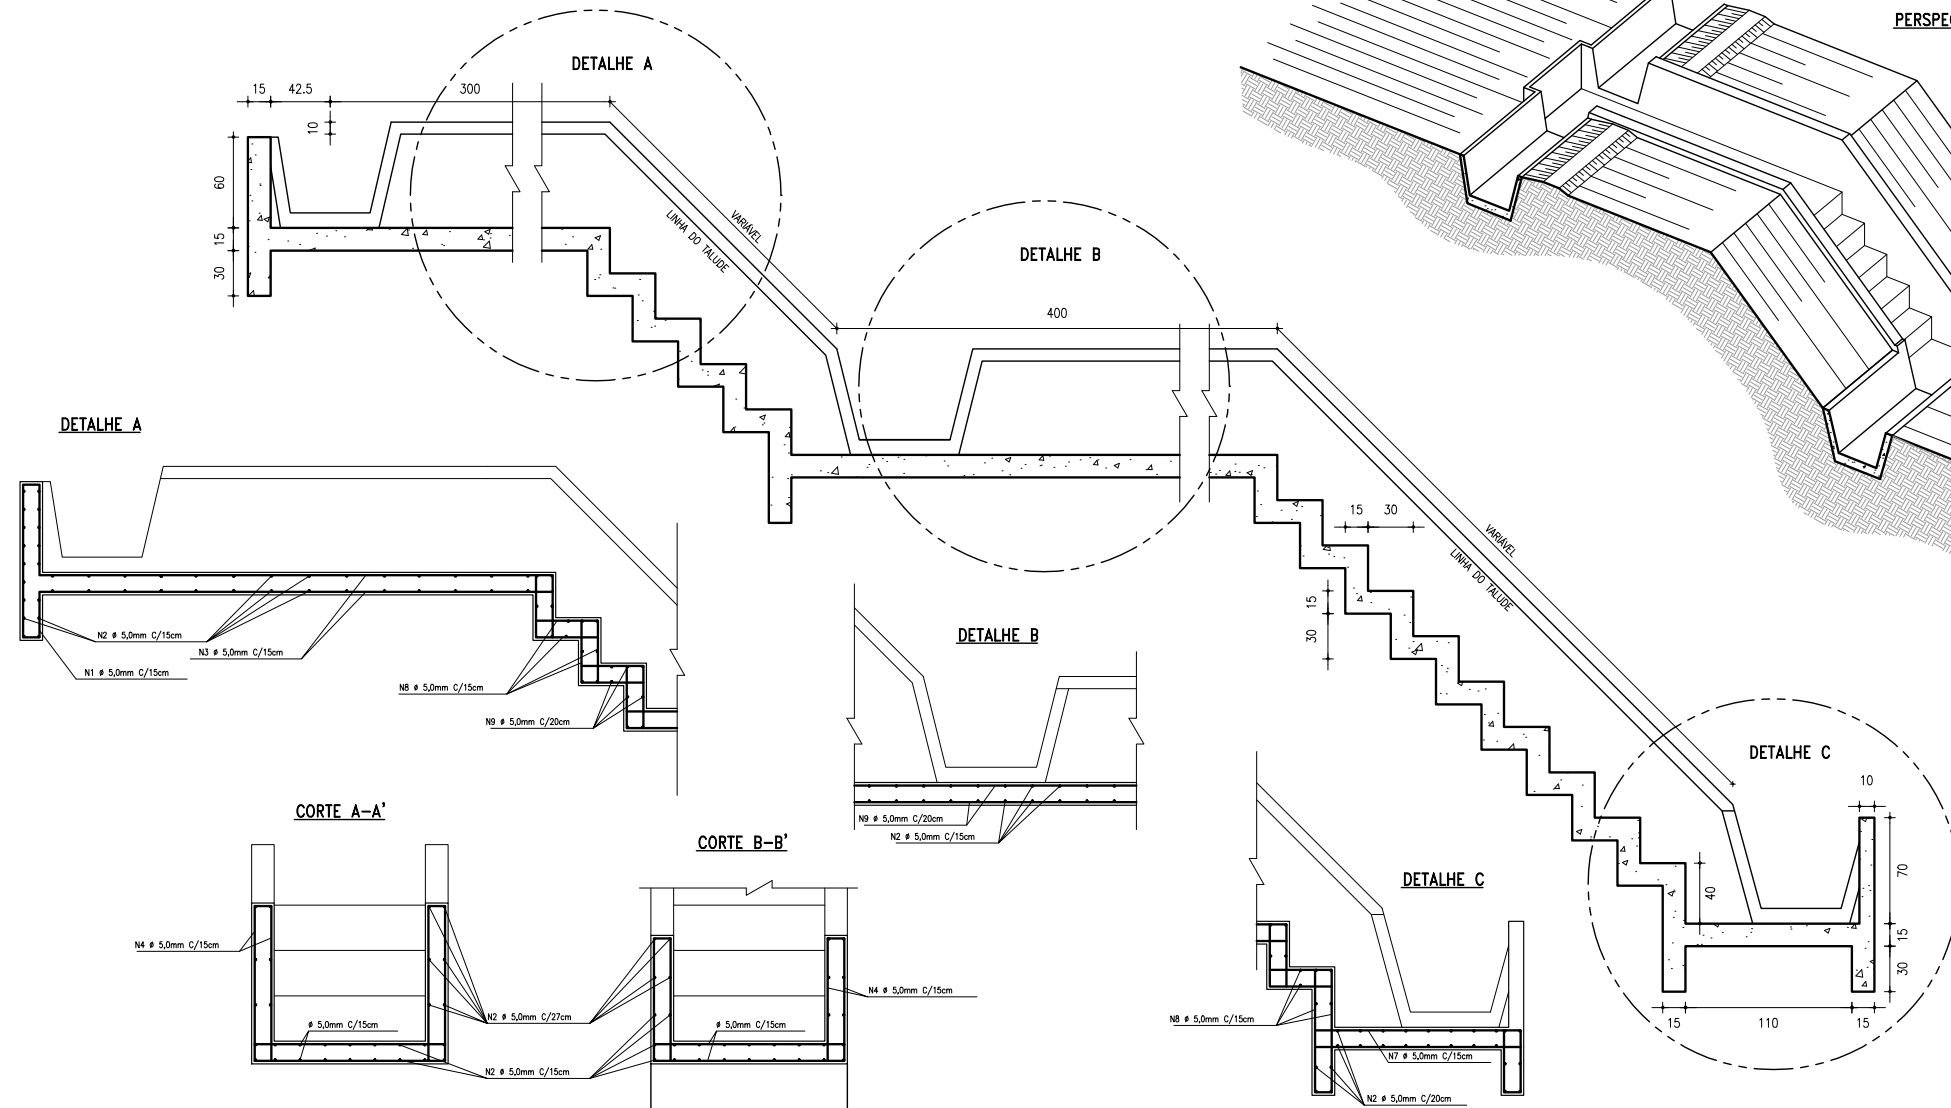 PERSPE
DETALHE A
15
42.5
300
10
60
15
30
VARIÁVEL
LINHA DO TALUDE
DETALHE B
400
15
30
15
30
VARIÁVEL
LINHA DO TALUDE
DETALHE C
10
70
40
15
30
15
110
15
DETALHE A
N2 ø 5,0mm C/15cm
N3 ø 5,0mm C/15cm
N1 ø 5,0mm C/15cm
N8 ø 5,0mm C/15cm
N9 ø 5,0mm C/20cm
DETALHE B
N9 ø 5,0mm C/20cm
N2 ø 5,0mm C/15cm
CORTE A-A'
N4 ø 5,0mm C/15cm
ø 5,0mm C/15cm
N2 ø 5,0mm C/27cm
N2 ø 5,0mm C/15cm
CORTE B-B'
N4 ø 5,0mm C/15cm
ø 5,0mm C/15cm
DETALHE C
N8 ø 5,0mm C/15cm
N7 ø 5,0mm C/15cm
N2 ø 5,0mm C/20cm